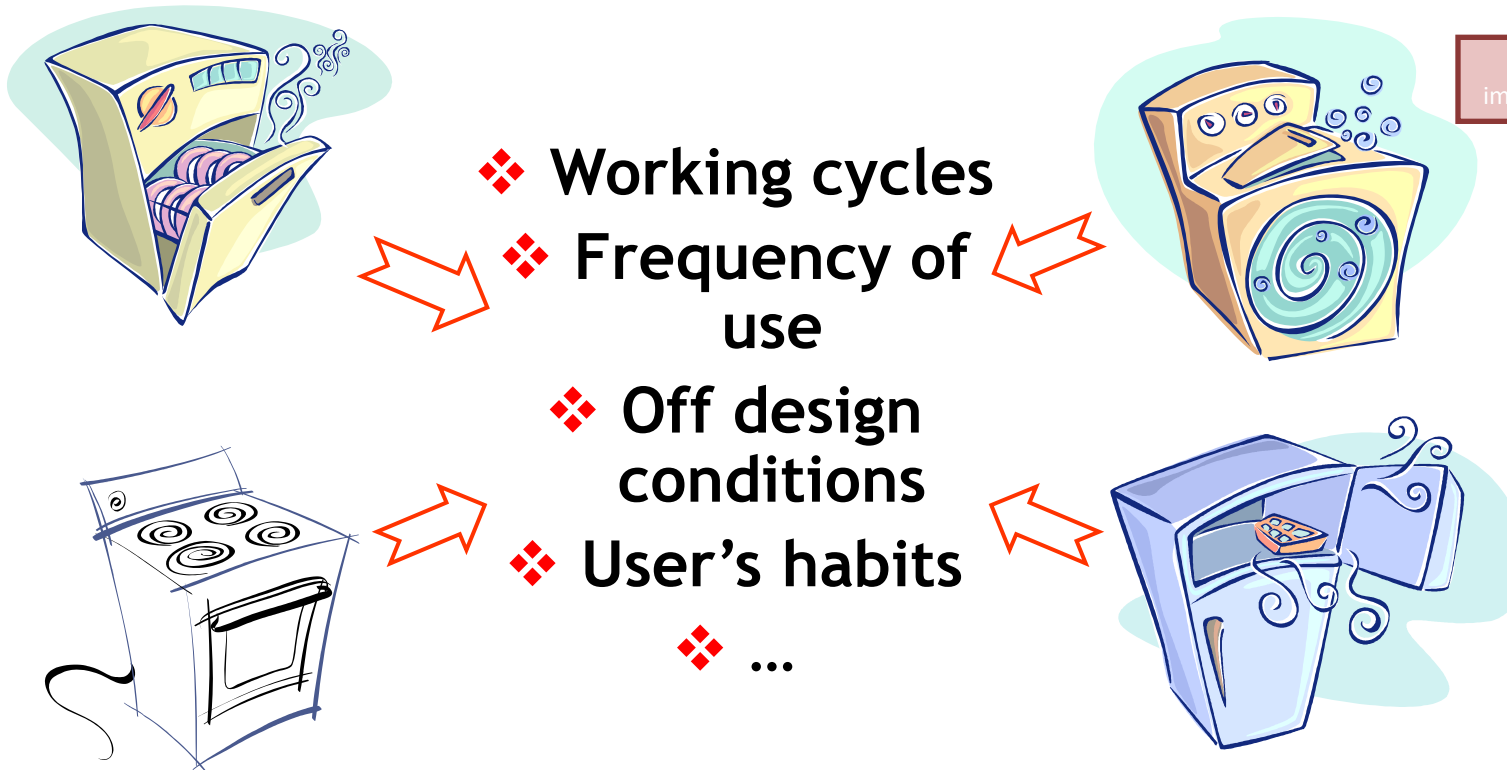 ❖ Working cycles
❖ Frequency of
use
❖ Off design
conditions
❖ User’s habits
❖ ...